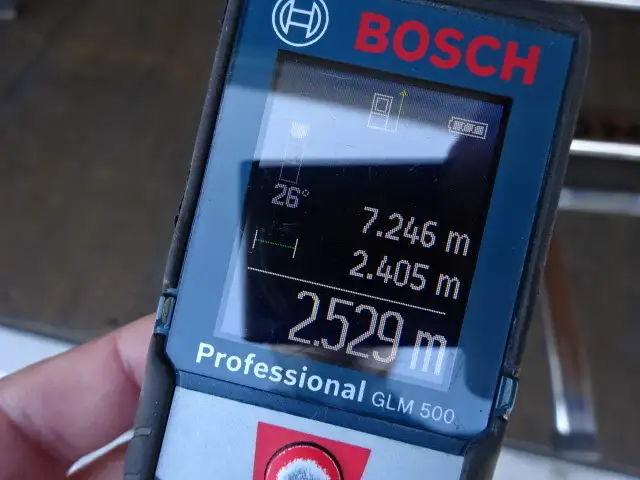 BOSCH
26°
7.246 m
2.405 m
2.529 m
Professional GLM 500